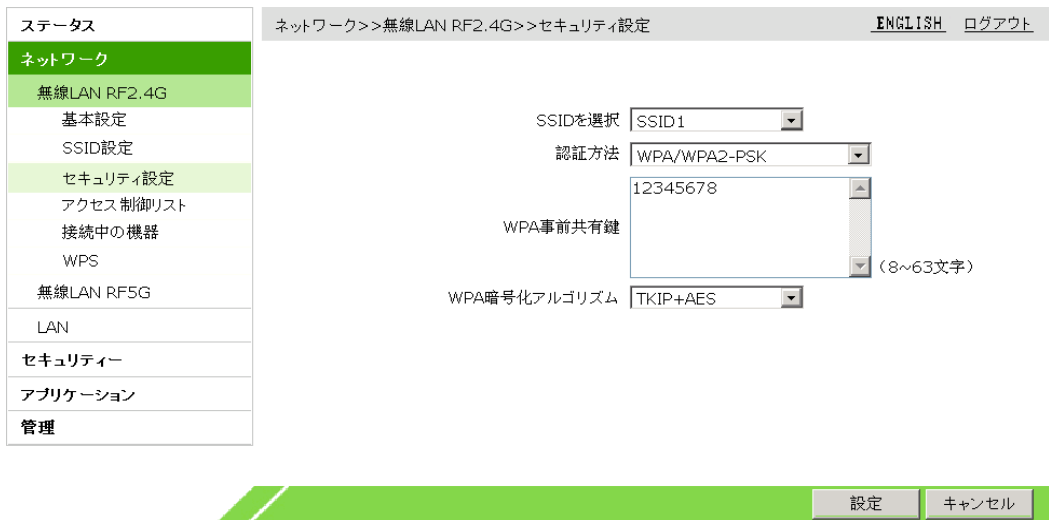 ステータス
ネットワーク
無線LAN RF2.4G
基本設定
SSID設定
セキュリティ設定
アクセス制御リスト
接続中の機器
WPS
無線LAN RF5G
LAN
セキュリティー
アプリケーション
管理
ネットワーク>>無線LAN RF2.4G>>セキュリティ設定
ENGLISH ログアウト
SSIDを選択 SSID1
認証方法 WPA/WPA2-PSK
WPA事前共有鍵 12345678 (8~63文字)
WPA暗号化アルゴリズム TKIP+AES
設定 キャンセル